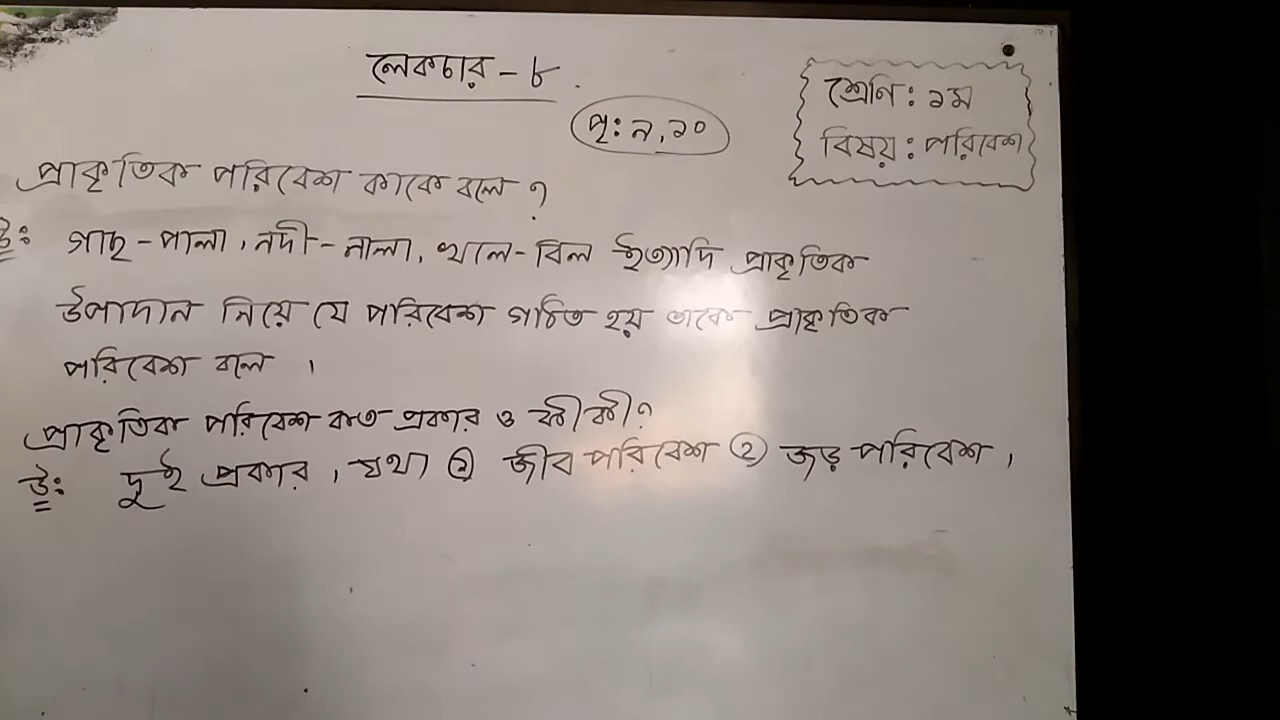 লেকচার - ৮
পৃ: ন, ১০
শ্রেণি : ১ম
বিষয় : পরিবেশ
প্রাকৃতিক পরিবেশ কাকে বলে ?
উ: গাছ - পালা, নদী - নালা, খাল - বিল ইত্যাদি প্রাকৃতিক
উপাদান নিয়ে যে পরিবেশ গঠিত হয় তাকে প্রাকৃতিক
পরিবেশ বলে ।
প্রাকৃতিক পরিবেশ কত প্রকার ও কী কী?
উ: দুই প্রকার, যথা ১ জীব পরিবেশ ২ জড় পরিবেশ ,